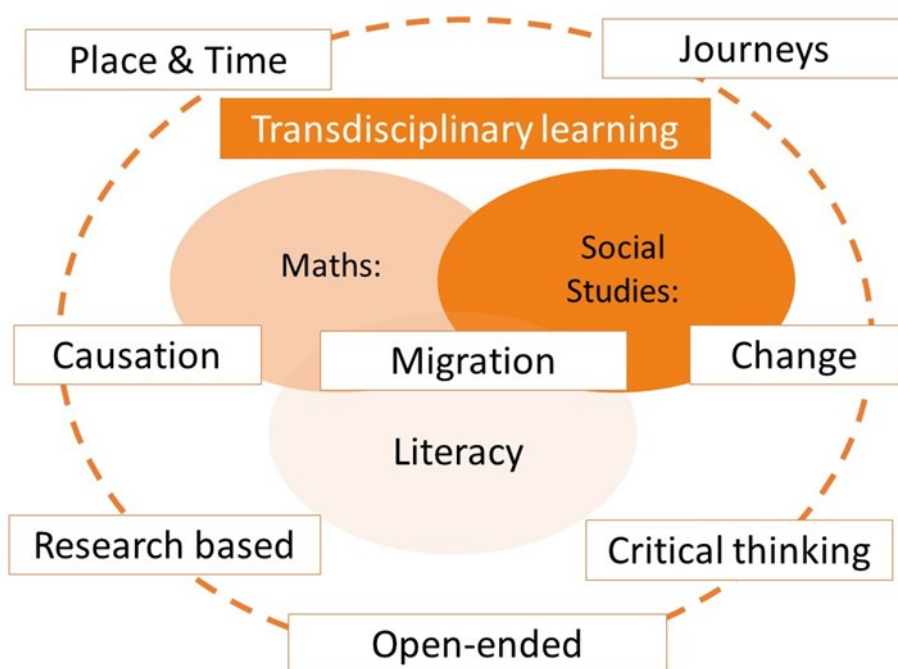 Place & Time
Journeys
Transdisciplinary learning
Maths:
Social
Studies:
Causation
Migration
Change
Literacy
Research based
Critical thinking
Open-ended